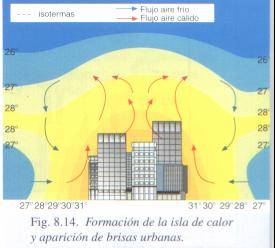 isotermas
Flujo aire frío
Flujo aire cálido
26°
26°
27°
27°
28°
28°
27°
27°
27° 28° 29° 30° 31°
31° 30° 29° 28° 27°
Fig. 8.14. Formación de la isla de calor
y aparición de brisas urbanas.